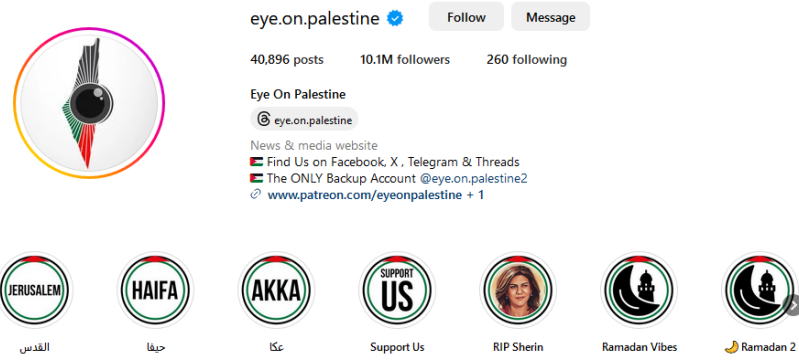 eye.on.palestine
Follow
Message
40,896 posts
10.1M followers
260 following
Eye On Palestine
eye.on.palestine
News & media website
🇵🇸 Find Us on Facebook, X , Telegram & Threads
🇵🇸 The ONLY Backup Account @eye.on.palestine2
www.patreon.com/eyeonpalestine + 1
JERUSALEM
HAIFA
AKKA
SUPPORT
US
القدس
حيفا
عكا
Support Us
RIP Sherin
Ramadan Vibes
🌙 Ramadan 2